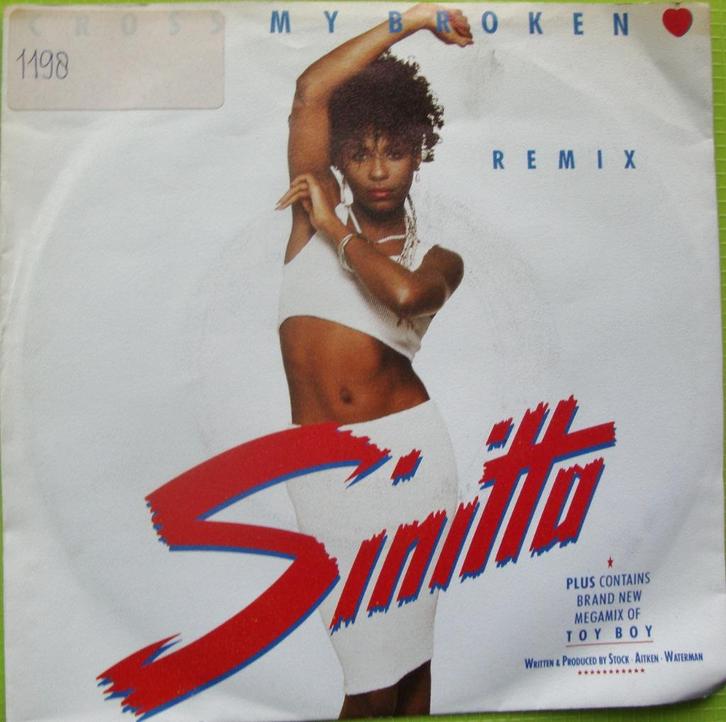 CROSS MY BROKEN
1198
REMIX
Sinitta
PLUS CONTAINS
BRAND NEW
MEGAMIX OF
TOY BOY
WRITTEN & PRODUCED BY STOCK · AITKEN · WATERMAN